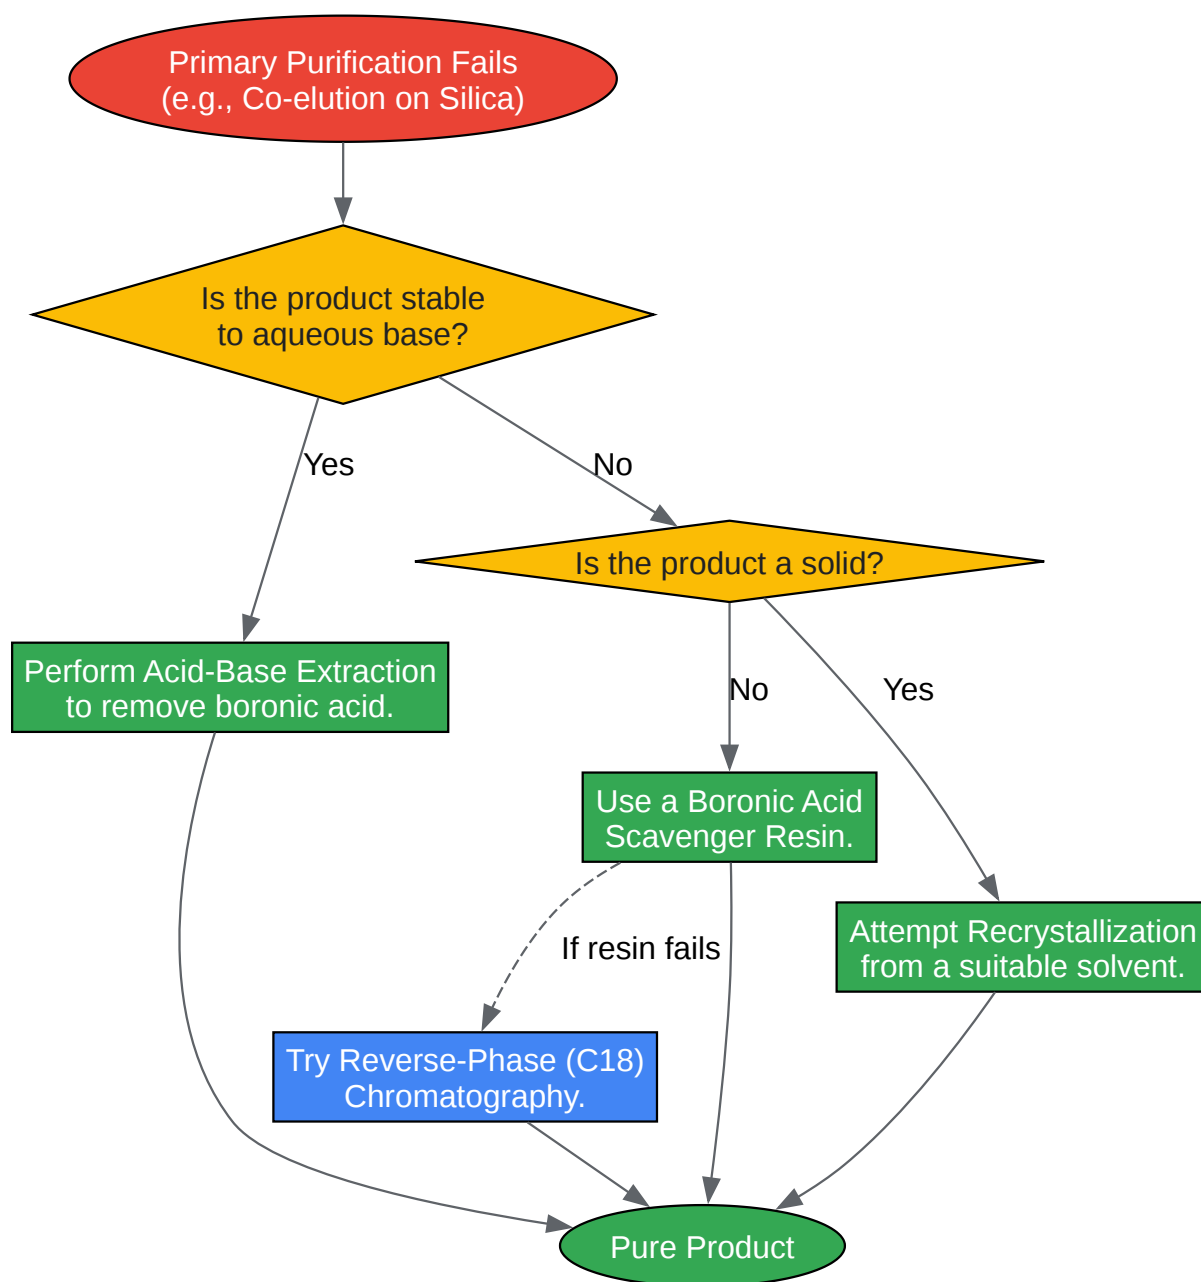 Primary Purification Fails
(e.g., Co-elution on Silica)
Is the product stable
to aqueous base?
Yes
No
Is the product a solid?
Perform Acid-Base Extraction
to remove boronic acid.
No
Yes
Use a Boronic Acid
Scavenger Resin.
Attempt Recrystallization
from a suitable solvent.
If resin fails
Try Reverse-Phase (C18)
Chromatography.
Pure Product